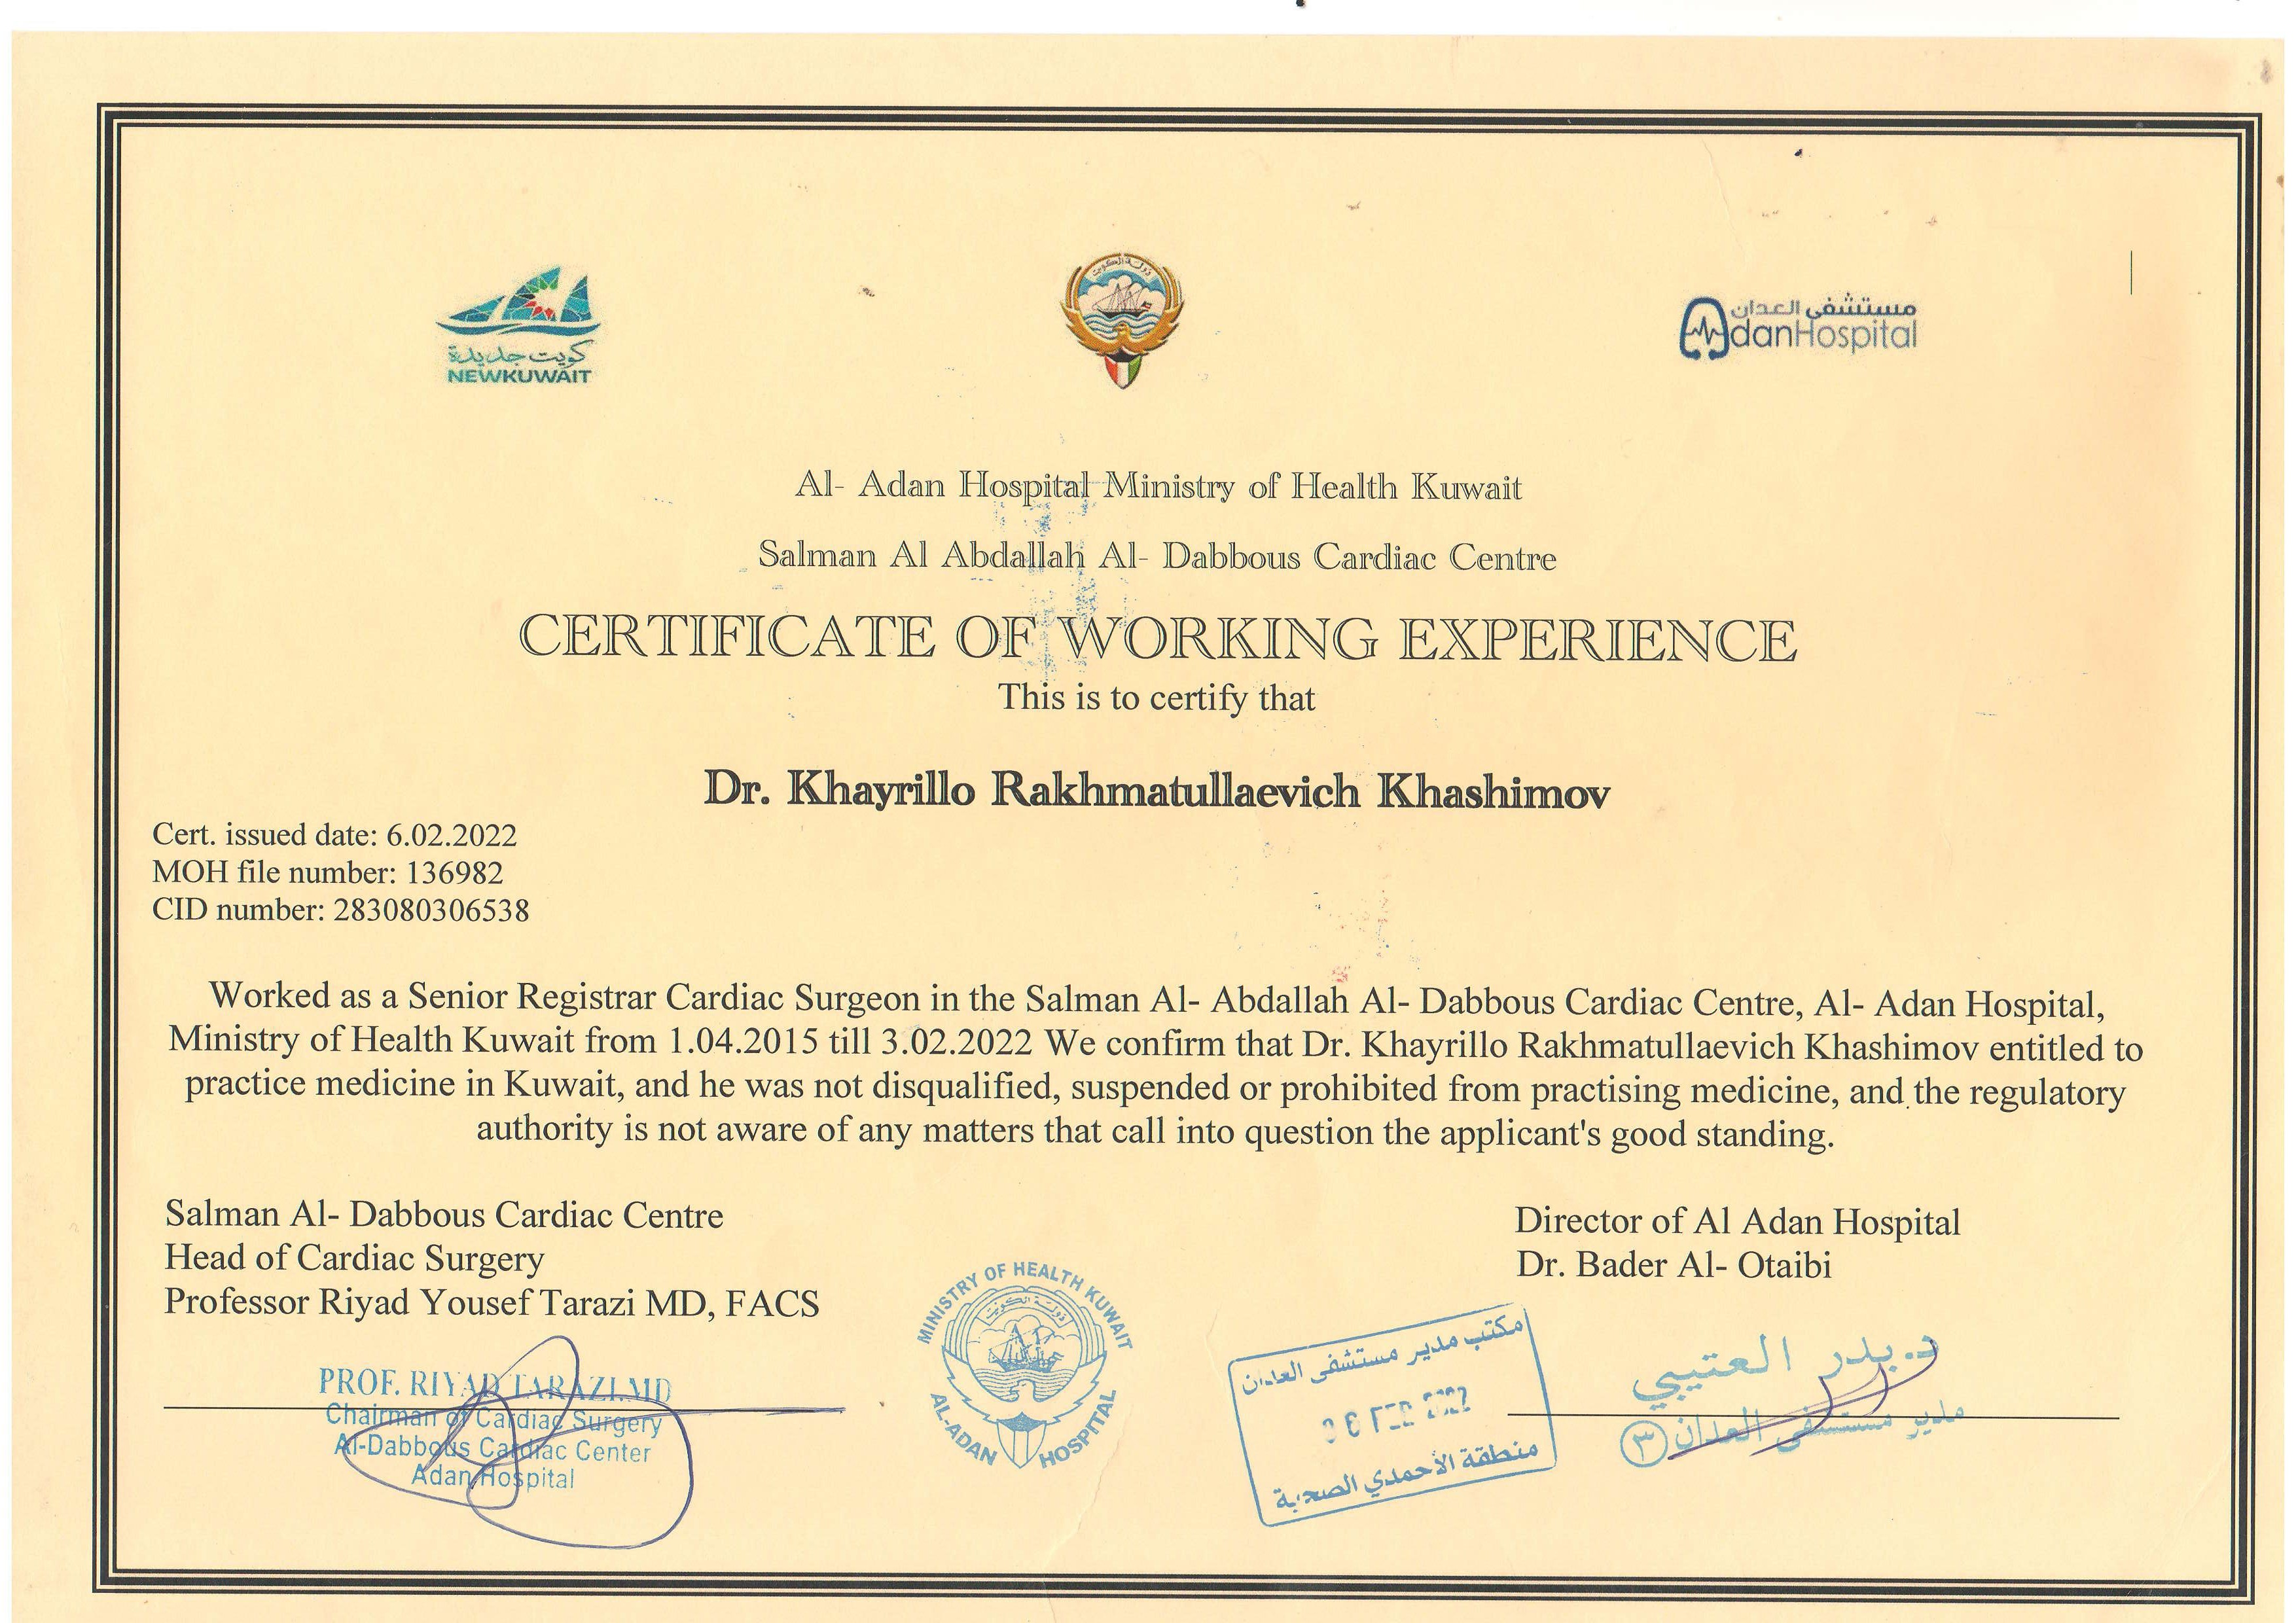 كويت جديدة
NEWKUWAIT
دولة الكويت
مستشفى العدان
AdanHospital
Al- Adan Hospital Ministry of Health Kuwait
Salman Al Abdallah Al- Dabbous Cardiac Centre
CERTIFICATE OF WORKING EXPERIENCE
This is to certify that
Dr. Khayrillo Rakhmatullaevich Khashimov
Cert. issued date: 6.02.2022
MOH file number: 136982
CID number: 283080306538
Worked as a Senior Registrar Cardiac Surgeon in the Salman Al- Abdallah Al- Dabbous Cardiac Centre, Al- Adan Hospital,
Ministry of Health Kuwait from 1.04.2015 till 3.02.2022 We confirm that Dr. Khayrillo Rakhmatullaevich Khashimov entitled to
practice medicine in Kuwait, and he was not disqualified, suspended or prohibited from practising medicine, and the regulatory
authority is not aware of any matters that call into question the applicant's good standing.
Salman Al- Dabbous Cardiac Centre
Head of Cardiac Surgery
Professor Riyad Yousef Tarazi MD, FACS
Director of Al Adan Hospital
Dr. Bader Al- Otaibi
PROF. RIYAD TARAZI.MD
Chairman of Cardiac Surgery
Al-Dabbous Cardiac Center
Adan Hospital
MINISTRY OF HEALTH KUWAIT
دولة الكويت
AL-ADAN HOSPITAL
مكتب مدير مستشفى العدان
FEB 2022
منطقة الأحمدي الصحية
د. بدر العتيبي
مدير مستشفى العدان ٣